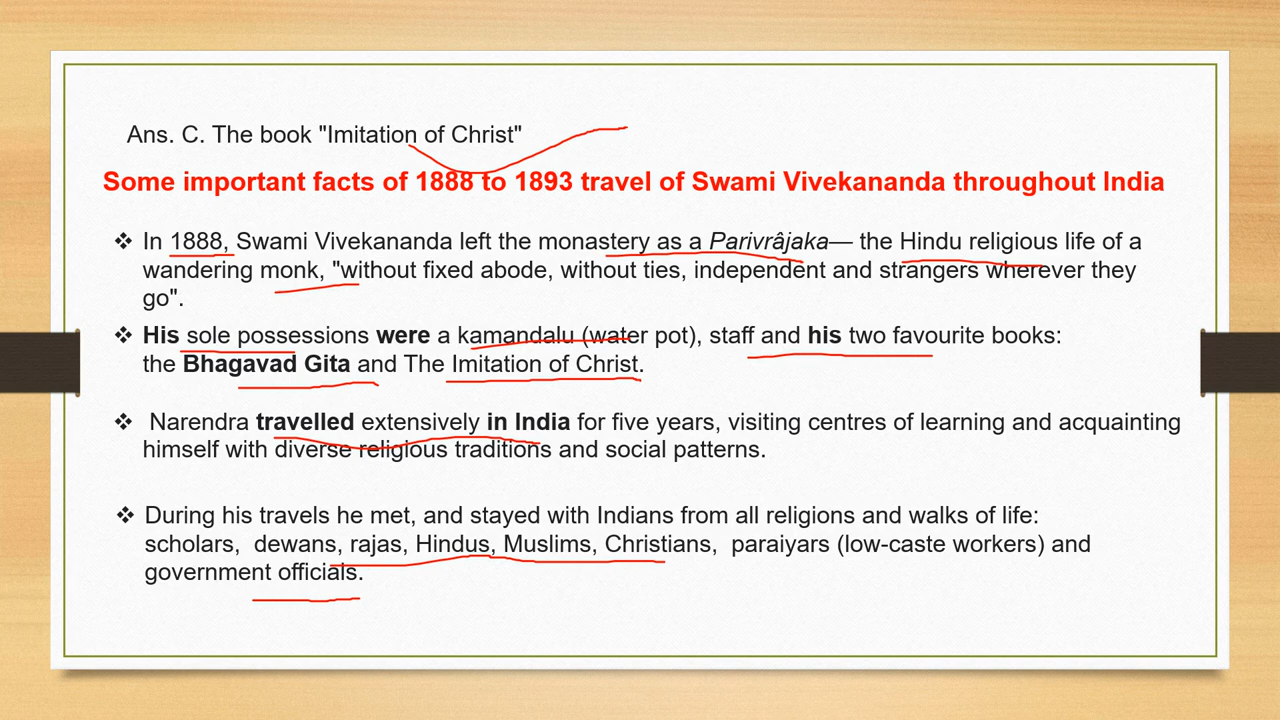 Ans. C. The book "Imitation of Christ"
Some important facts of 1888 to 1893 travel of Swami Vivekananda throughout India
❖ In 1888, Swami Vivekananda left the monastery as a Parivrâjaka— the Hindu religious life of a
wandering monk, "without fixed abode, without ties, independent and strangers wherever they
go".
❖ His sole possessions were a kamandalu (water pot), staff and his two favourite books:
the Bhagavad Gita and The Imitation of Christ.
❖ Narendra travelled extensively in India for five years, visiting centres of learning and acquainting
himself with diverse religious traditions and social patterns.
❖ During his travels he met, and stayed with Indians from all religions and walks of life:
scholars, dewans, rajas, Hindus, Muslims, Christians, paraiyars (low-caste workers) and
government officials.